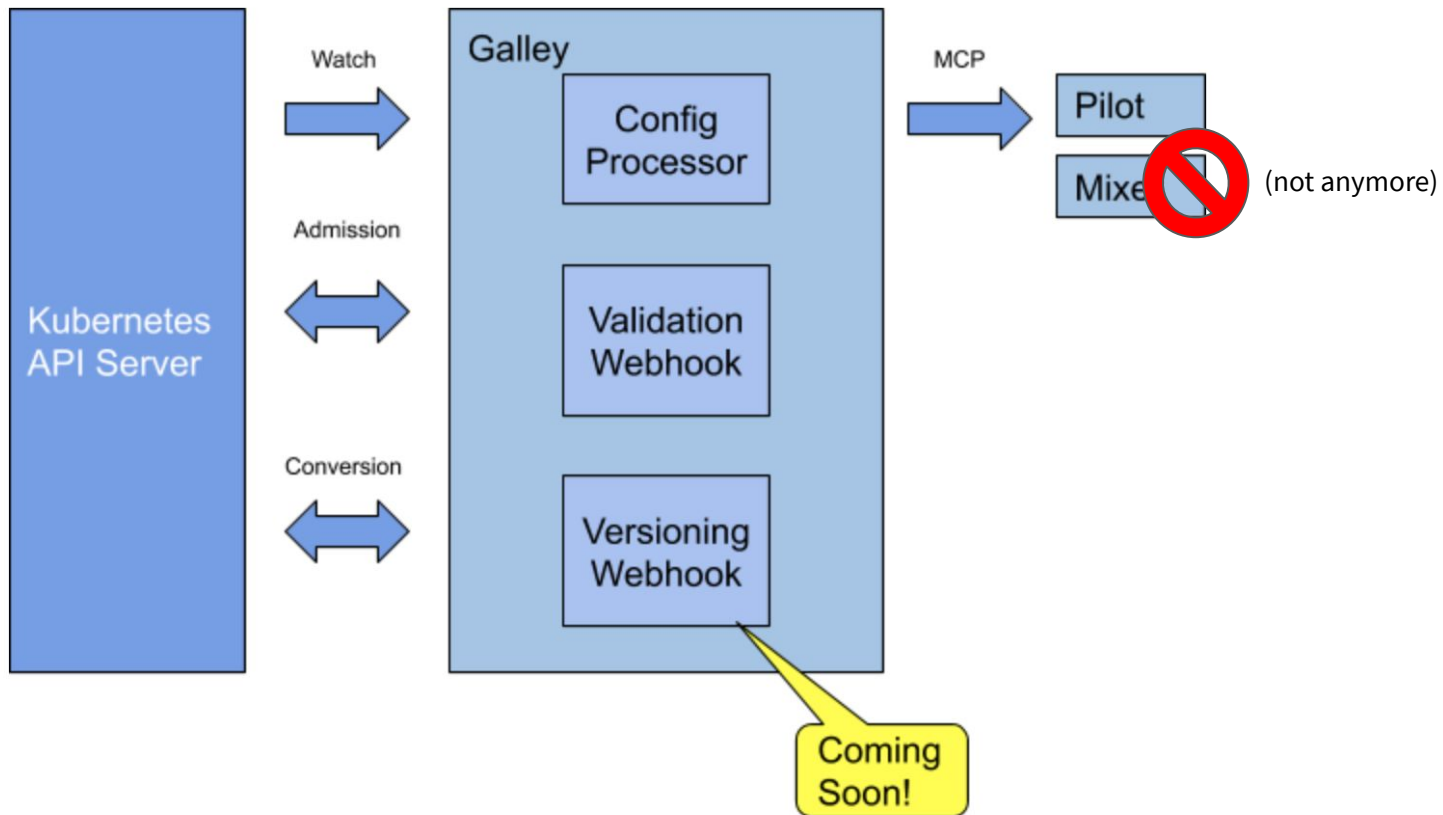 Watch
Galley
MCP
Config
Processor
Pilot
(not anymore)
Admission
Kubernetes
API Server
Validation
Webhook
Conversion
Versioning
Webhook
Coming
Soon!